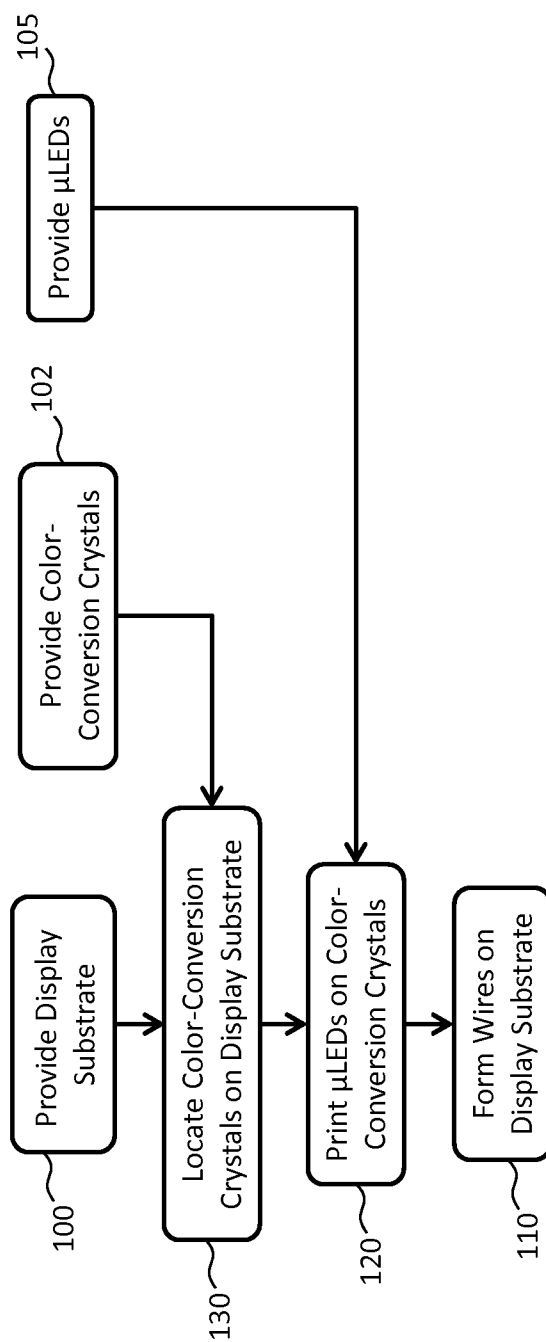 100
Provide Display
Substrate
102
Provide Color-
Conversion Crystals
105
Provide µLEDs
130
Locate Color-Conversion
Crystals on Display Substrate
120
Print µLEDs on Color-
Conversion Crystals
110
Form Wires on
Display Substrate